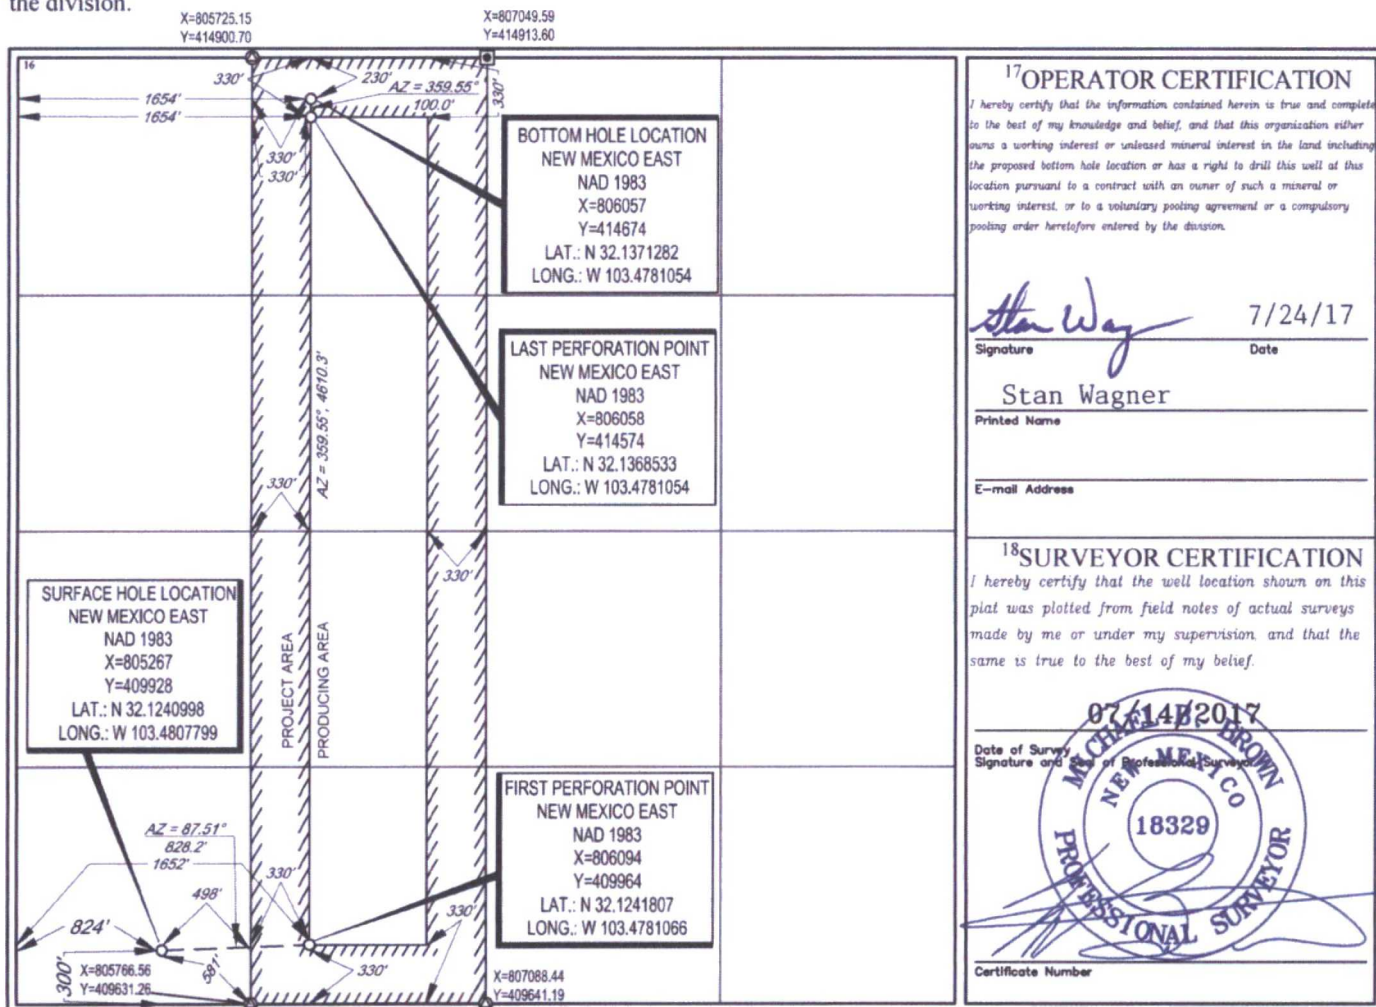 the division.
X=805725.15
Y=414900.70
X=807049.59
Y=414913.60
16
330'
230'
AZ = 359.55°
100.0'
330'
1654'
1654'
330'
330'
BOTTOM HOLE LOCATION
NEW MEXICO EAST
NAD 1983
X=806057
Y=414674
LAT.: N 32.1371282
LONG.: W 103.4781054
LAST PERFORATION POINT
NEW MEXICO EAST
NAD 1983
X=806058
Y=414574
LAT.: N 32.1368533
LONG.: W 103.4781054
AZ = 359.55°, 4610.3'
330'
330'
SURFACE HOLE LOCATION
NEW MEXICO EAST
NAD 1983
X=805267
Y=409928
LAT.: N 32.1240998
LONG.: W 103.4807799
PROJECT AREA
PRODUCING AREA
FIRST PERFORATION POINT
NEW MEXICO EAST
NAD 1983
X=806094
Y=409964
LAT.: N 32.1241807
LONG.: W 103.4781066
AZ = 87.51°
828.2'
1652'
498'
330'
824'
330'
330'
300'
587'
X=805766.56
Y=409631.26
X=807088.44
Y=409641.19
17 OPERATOR CERTIFICATION
I hereby certify that the information contained herein is true and complete
to the best of my knowledge and belief, and that this organization either
owns a working interest or unleased mineral interest in the land including
the proposed bottom hole location or has a right to drill this well at this
location pursuant to a contract with an owner of such a mineral or
working interest, or to a voluntary pooling agreement or a compulsory
pooling order heretofore entered by the division.
Stan Wag
7/24/17
Signature
Date
Stan Wagner
Printed Name
E-mail Address
18 SURVEYOR CERTIFICATION
I hereby certify that the well location shown on this
plat was plotted from field notes of actual surveys
made by me or under my supervision, and that the
same is true to the best of my belief.
07/14/2017
Date of Survey
Signature and Seal of Professional Surveyor
MICHAEL B. BROWN
NEW MEXICO
18329
PROFESSIONAL SURVEYOR
Certificate Number